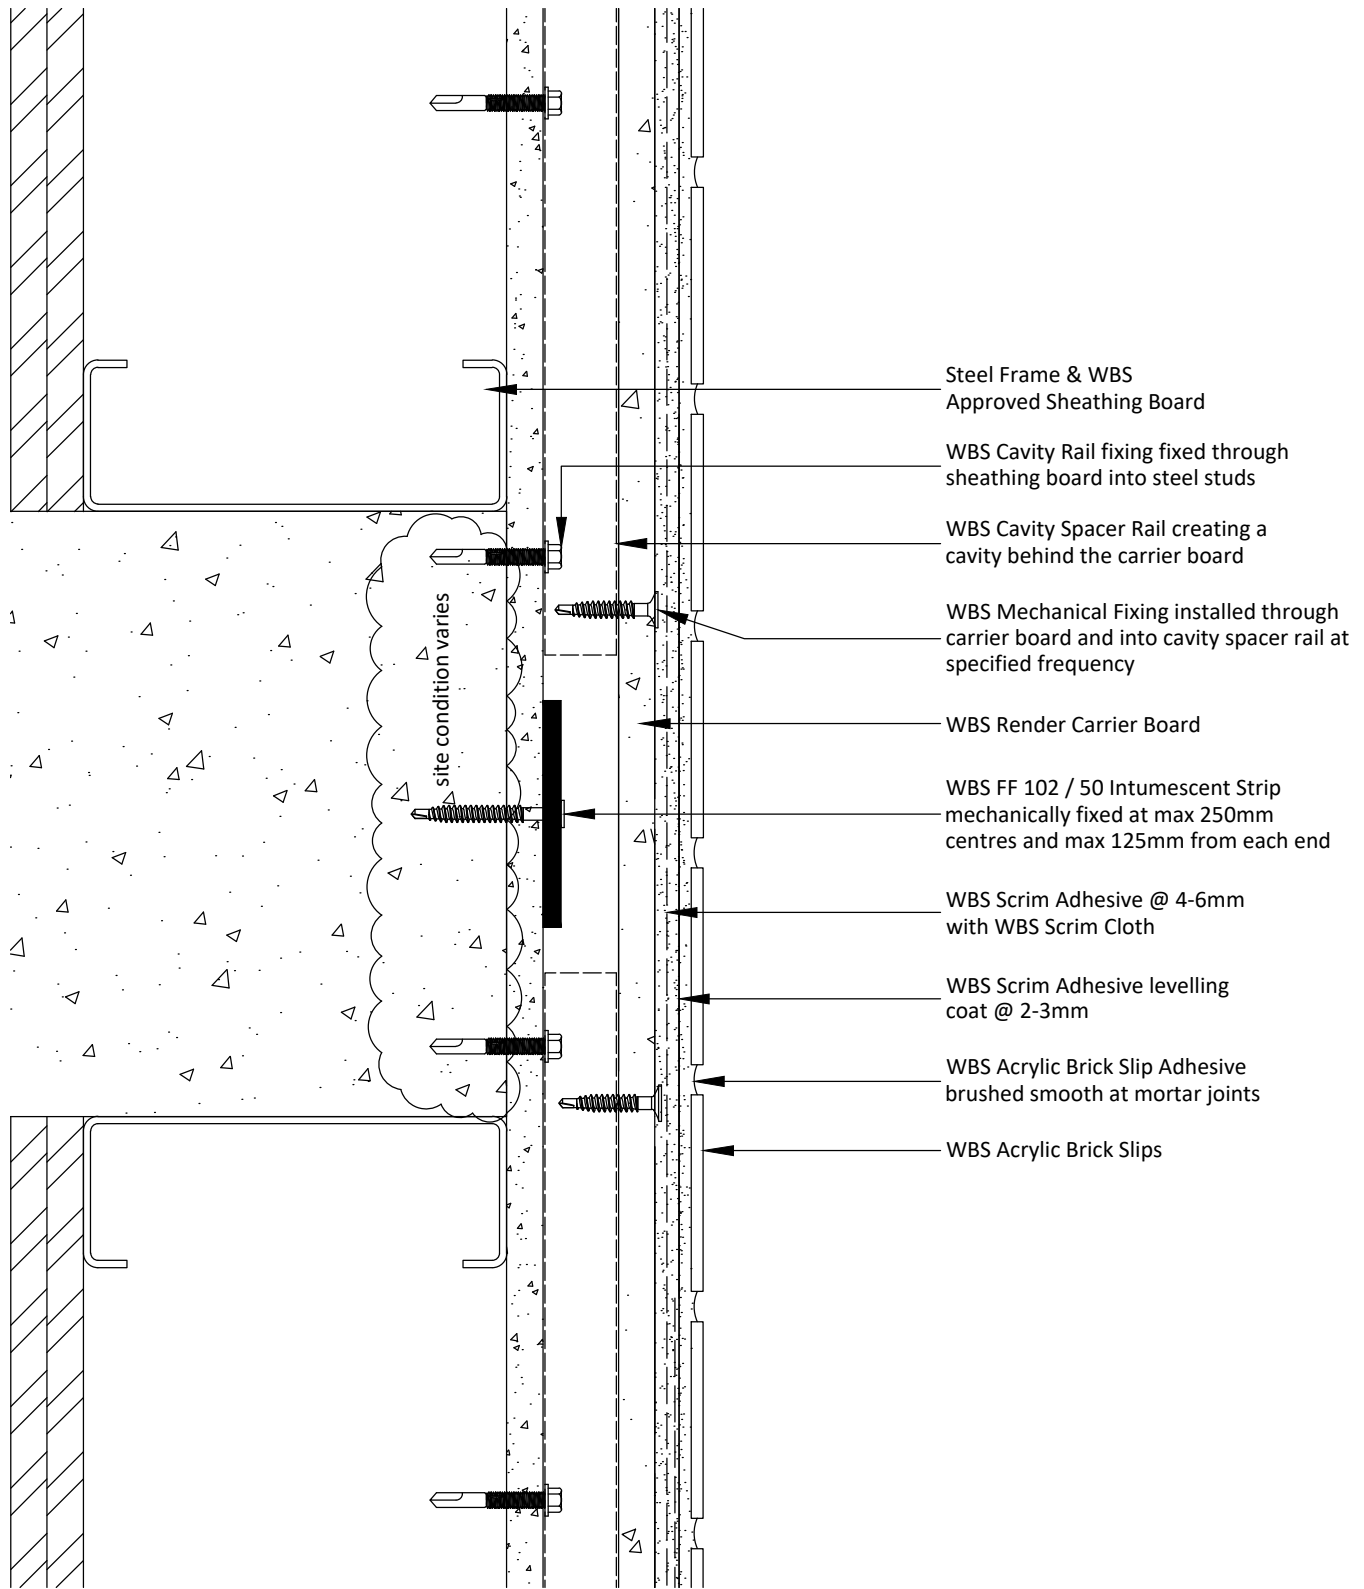 Steel Frame & WBS
Approved Sheathing Board
WBS Cavity Rail fixing fixed through
sheathing board into steel studs
WBS Cavity Spacer Rail creating a
cavity behind the carrier board
WBS Mechanical Fixing installed through
carrier board and into cavity spacer rail at
specified frequency
site condition varies
WBS Render Carrier Board
WBS FF 102 / 50 Intumescent Strip
mechanically fixed at max 250mm
centres and max 125mm from each end
WBS Scrim Adhesive @ 4-6mm
with WBS Scrim Cloth
WBS Scrim Adhesive levelling
coat @ 2-3mm
WBS Acrylic Brick Slip Adhesive
brushed smooth at mortar joints
WBS Acrylic Brick Slips